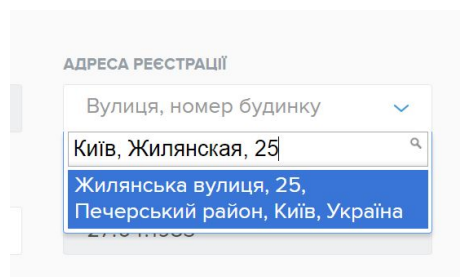 АДРЕСА РЕЄСТРАЦІЇ
Вулиця, номер будинку
Київ, Жилянская, 25
Жилянська вулиця, 25,
Печерський район, Київ, Україна